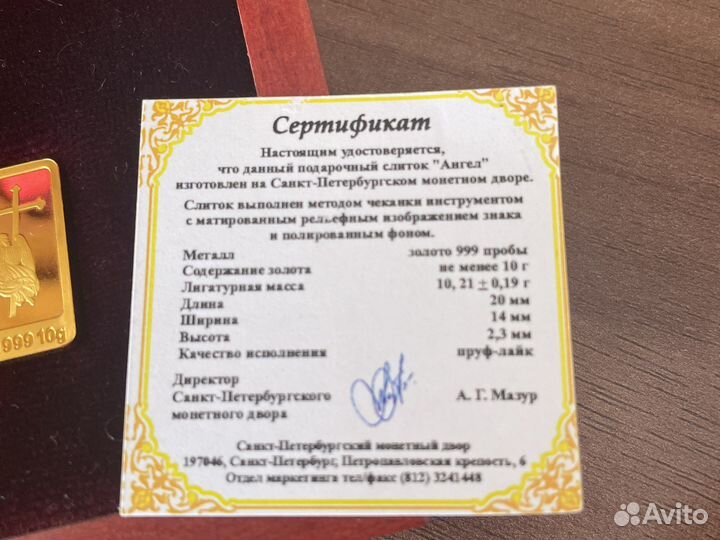 Сертификат
Настоящим удостоверяется,
что данный подарочный слиток "Ангел"
изготовлен на Санкт-Петербургском монетном дворе.
Слиток выполнен методом чеканки инструментом
с матированным рельефным изображением знака
и полированным фоном.
Металл золото 999 пробы
Содержание золота не менее 10 г
Лигатурная масса 10, 21 ± 0,19 г
Длина 20 мм
Ширина 14 мм
Высота 2,3 мм
Качество исполнения пруф-лайк
Директор
Санкт-Петербургского А. Г. Мазур
монетного двора
Санкт-Петербургский монетный двор
197046, Санкт-Петербург, Петропавловская крепость, 6
Отдел маркетинга тел/факс (812) 3241448
999 10g
Avito